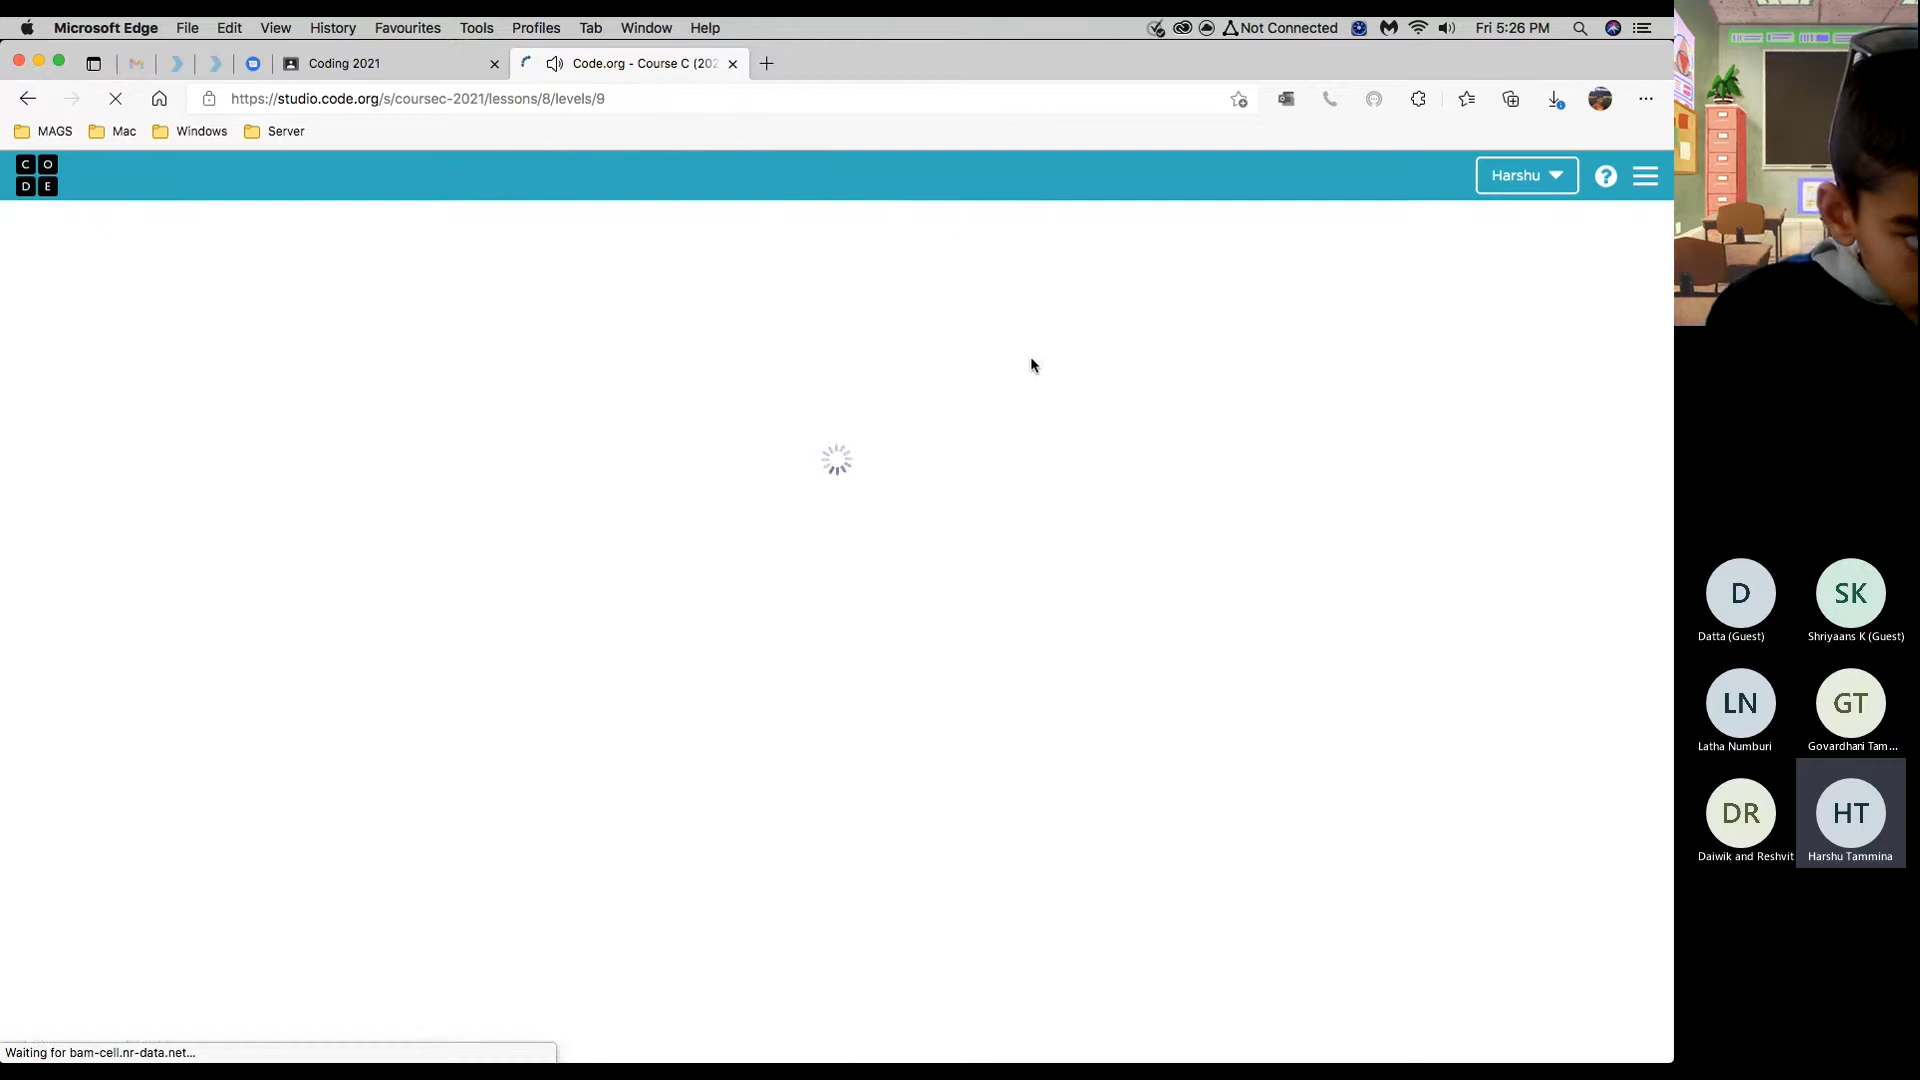 Microsoft Edge File Edit View History Favourites Tools Profiles Tab Window Help Not Connected Fri 5:26 PM
Coding 2021 Code.org - Course C (202
https://studio.code.org/s/coursec-2021/lessons/8/levels/9
MAGS Mac Windows Server
C O
D E
Harshu ?
D SK
Datta (Guest) Shriyaans K (Guest)
LN GT
Latha Numburi Govardhani Tam...
DR HT
Daiwik and Reshvit Harshu Tammina
Waiting for bam-cell.nr-data.net...